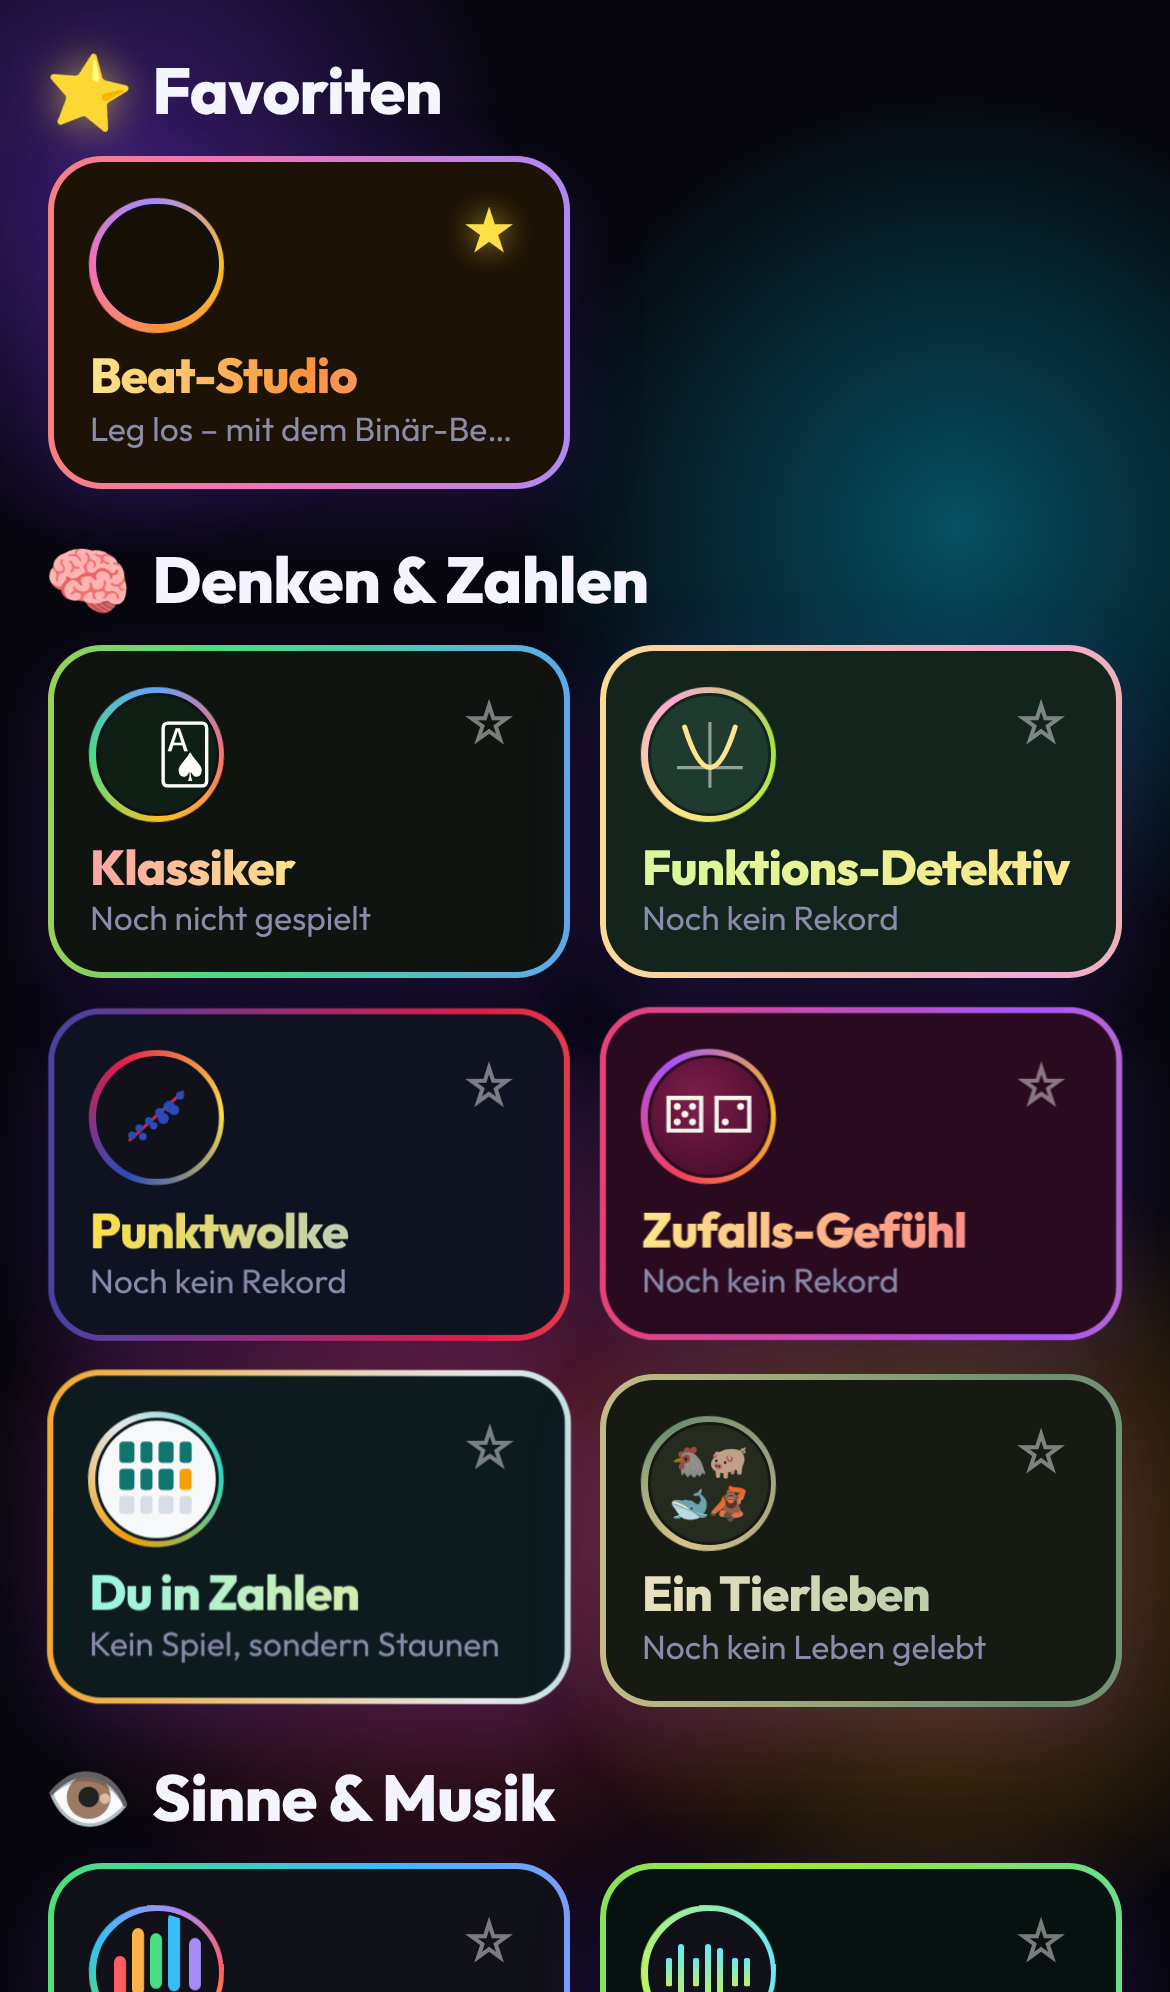 Favoriten
Beat-Studio
Leg los – mit dem Binär-Be...
Denken & Zahlen
A
Klassiker
Noch nicht gespielt
Funktions-Detektiv
Noch kein Rekord
Punktwolke
Noch kein Rekord
Zufalls-Gefühl
Noch kein Rekord
Du in Zahlen
Kein Spiel, sondern Staunen
Ein Tierleben
Noch kein Leben gelebt
Sinne & Musik